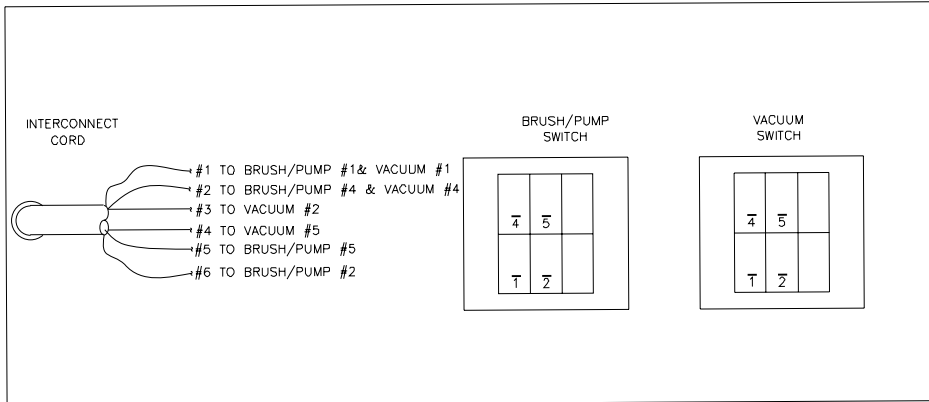 INTERCONNECT
CORD
#1 TO BRUSH/PUMP #1& VACUUM #1
#2 TO BRUSH/PUMP #4 & VACUUM #4
#3 TO VACUUM #2
#4 TO VACUUM #5
#5 TO BRUSH/PUMP #5
#6 TO BRUSH/PUMP #2
BRUSH/PUMP
SWITCH
4 5
1 2
VACUUM
SWITCH
4 5
1 2